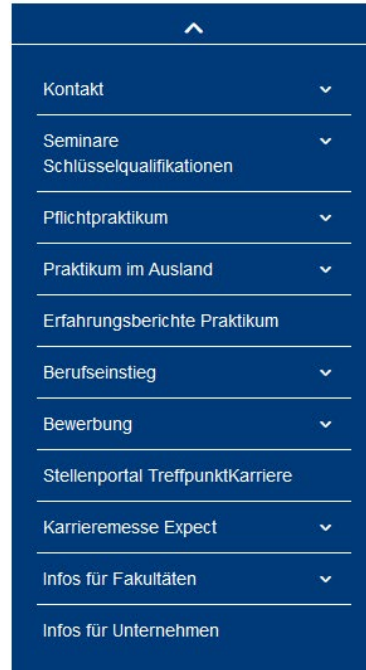 Kontakt
Seminare
Schlüsselqualifikationen
Pflichtpraktikum
Praktikum im Ausland
Erfahrungsberichte Praktikum
Berufseinstieg
Bewerbung
Stellenportal TreffpunktKarriere
Karrieremesse Expect
Infos für Fakultäten
Infos für Unternehmen